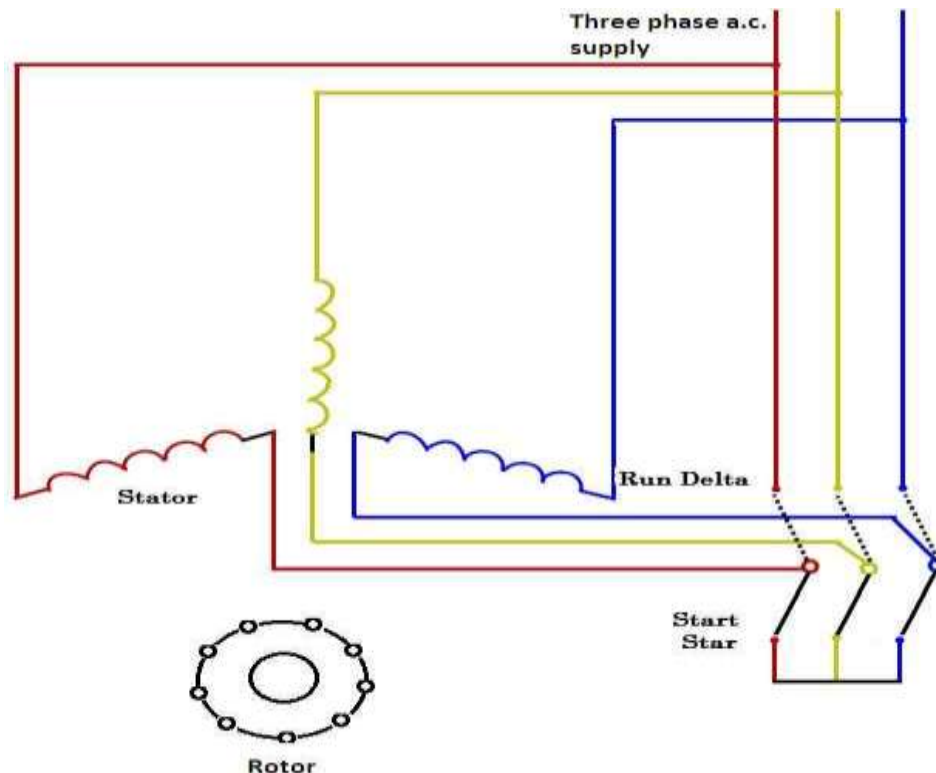 Three phase a.c.
supply
Stator
Run Delta
Start
Star
Rotor